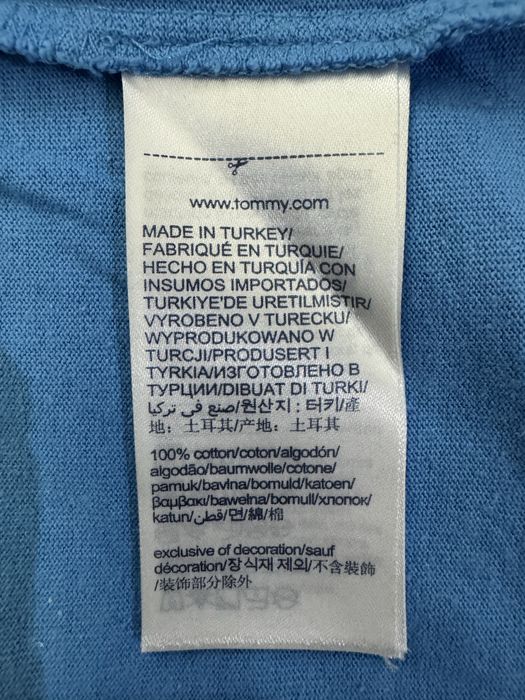 www.tommy.com
MADE IN TURKEY/
FABRIQUÉ EN TURQUIE/
HECHO EN TURQUÍA CON
INSUMOS IMPORTADOS/
TURKIYE'DE URETILMISTIR/
VYROBENO V TURECKU/
WYPRODUKOWANO W
TURCJI/PRODUSERT I
TYRKIA/ИЗГОТОВЛЕНО В
ТУРЦИИ/DIBUAT DI TURKI/
صنع في تركيا/원산지 : 터키/產
地: 土耳其/产地: 土耳其
100% cotton/coton/algodón/
algodão/baumwolle/cotone/
pamuk/bavlna/bomuld/katoen/
βαμβακι/bawełna/bomull/хлопок/
katun/قطن/면/綿/棉
exclusive of decoration/sauf
décoration/장식재 제외/不含裝飾
/装饰部分除外